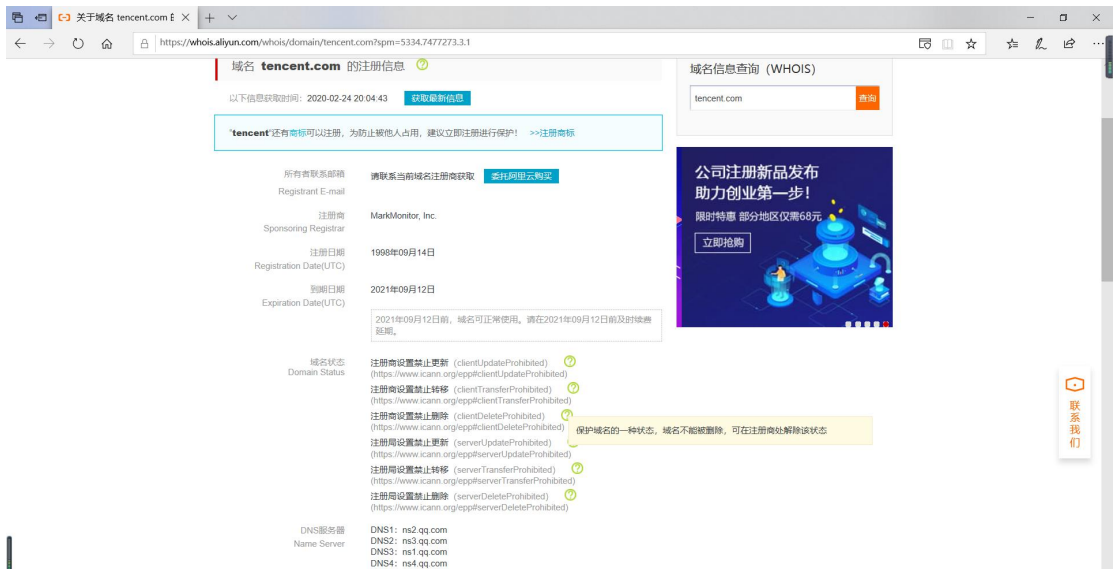 关于域名 tencent.com 的
https://whois.aliyun.com/whois/domain/tencent.com?spm=5334.7477273.3.1
域名 tencent.com 的注册信息
以下信息获取时间：2020-02-24 20:04:43 获取最新信息
"tencent"还有商标可以注册，为防止被他人占用，建议立即注册进行保护！ >>注册商标
所有者联系邮箱
Registrant E-mail
请联系当前域名注册商获取 委托阿里云购买
注册商
Sponsoring Registrar
MarkMonitor, Inc.
注册日期
Registration Date(UTC)
1998年09月14日
到期日期
Expiration Date(UTC)
2021年09月12日
2021年09月12日前，域名可正常使用。请在2021年09月12日前及时续费
延期。
域名状态
Domain Status
注册商设置禁止更新 (clientUpdateProhibited)
(https://www.icann.org/epp#clientUpdateProhibited)
注册商设置禁止转移 (clientTransferProhibited)
(https://www.icann.org/epp#clientTransferProhibited)
注册商设置禁止删除 (clientDeleteProhibited)
(https://www.icann.org/epp#clientDeleteProhibited)
保护域名的一种状态，域名不能被删除，可在注册商处解除该状态
注册局设置禁止更新 (serverUpdateProhibited)
(https://www.icann.org/epp#serverUpdateProhibited)
注册局设置禁止转移 (serverTransferProhibited)
(https://www.icann.org/epp#serverTransferProhibited)
注册局设置禁止删除 (serverDeleteProhibited)
(https://www.icann.org/epp#serverDeleteProhibited)
DNS服务器
Name Server
DNS1：ns2.qq.com
DNS2：ns3.qq.com
DNS3：ns1.qq.com
DNS4：ns4.qq.com
域名信息查询（WHOIS）
tencent.com 查询
公司注册新品发布
助力创业第一步！
限时特惠 部分地区仅需68元
立即抢购
联系我们